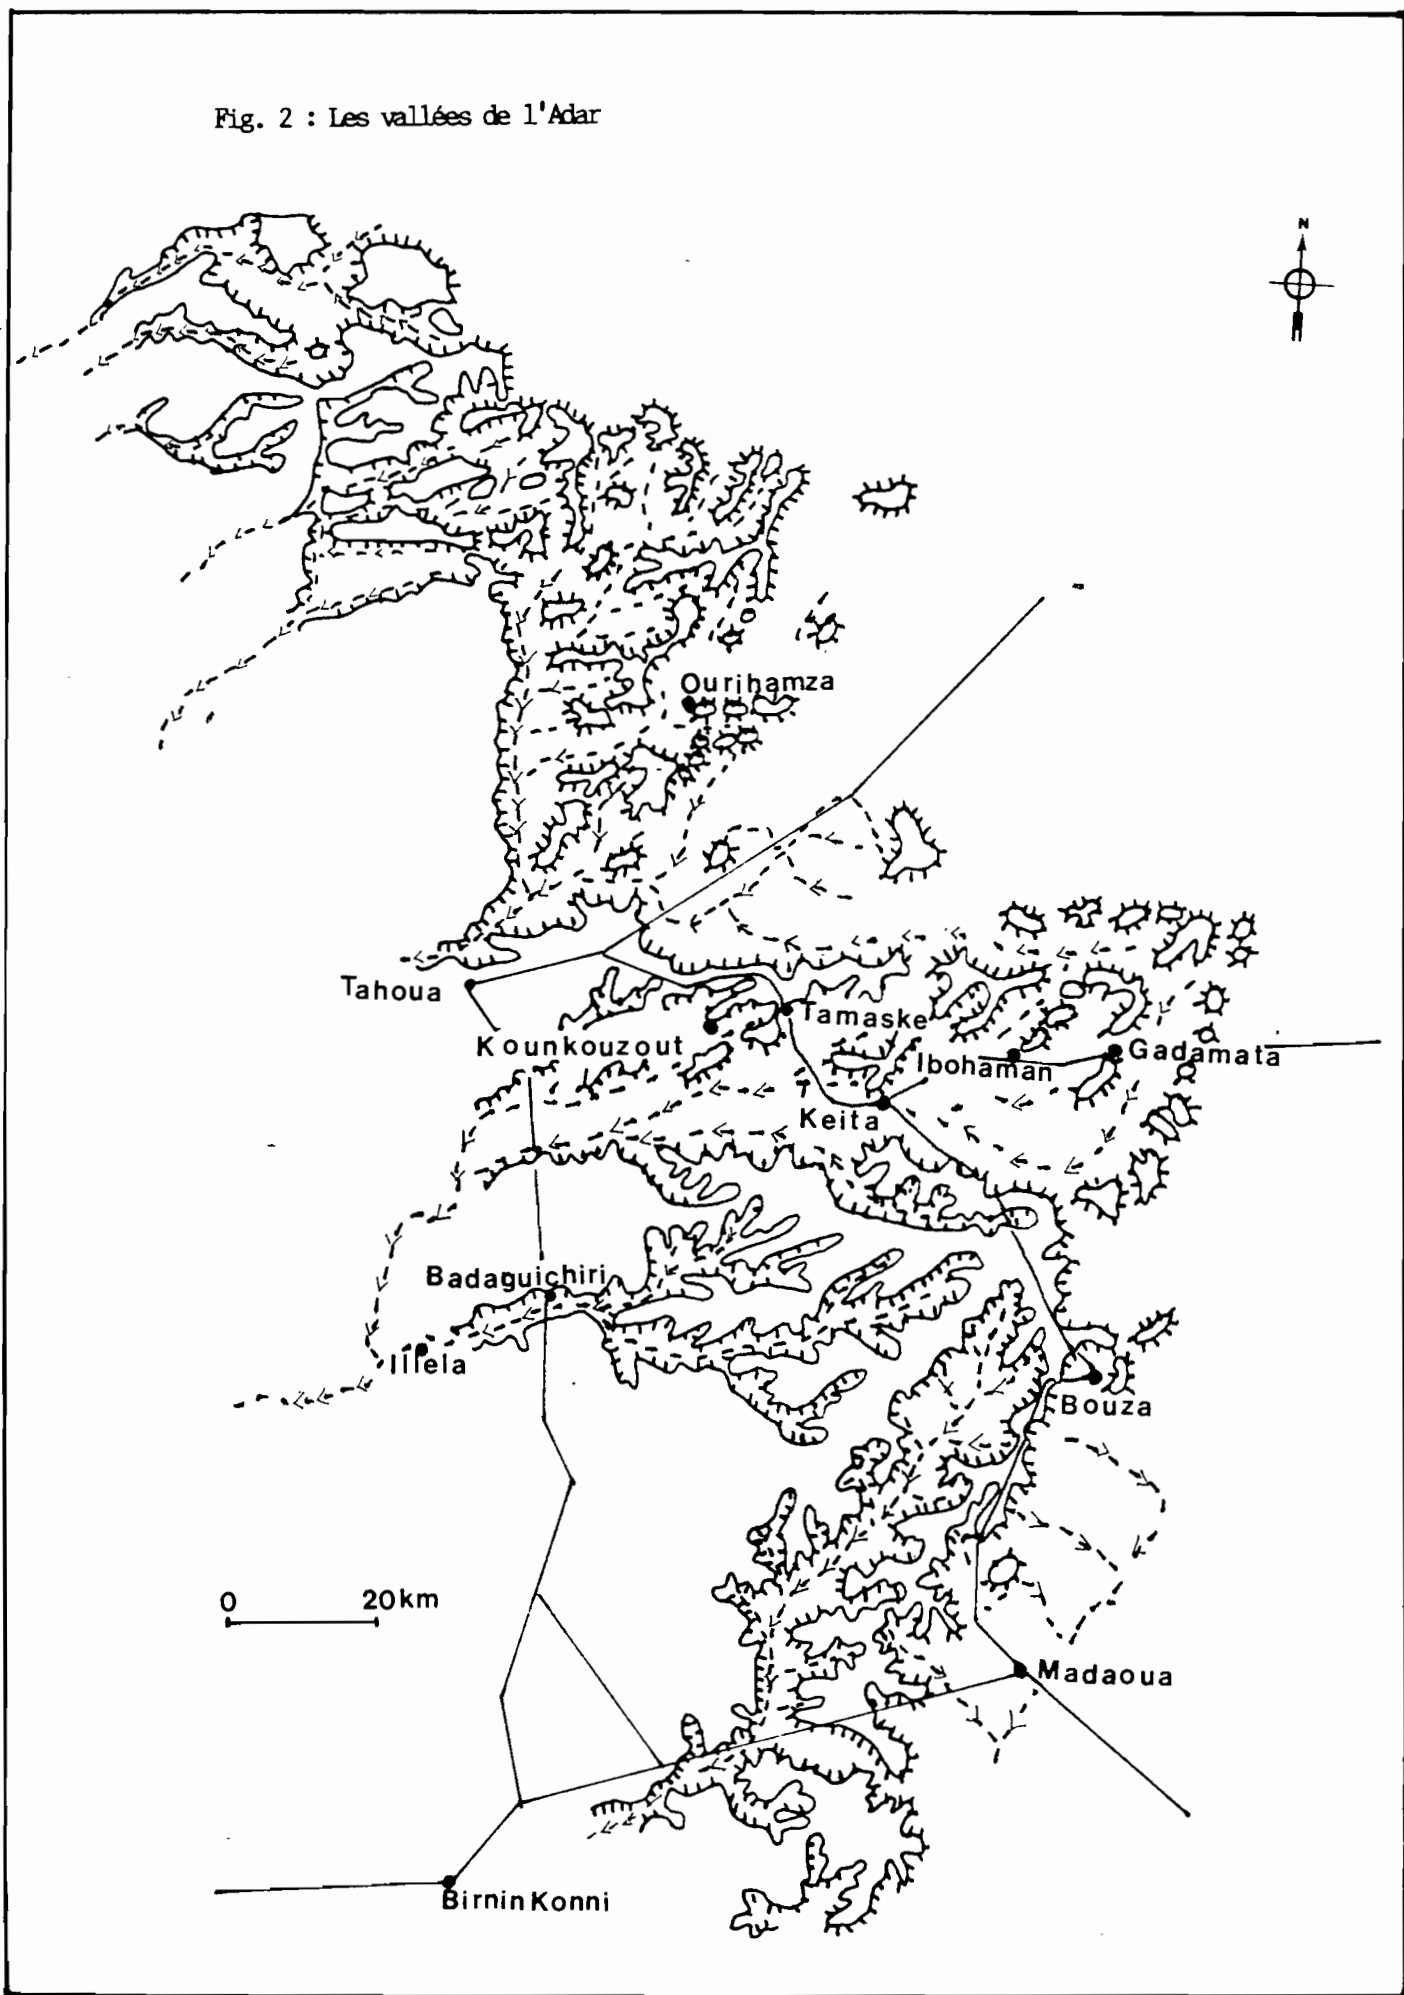 Fig. 2 : Les vallées de l'Adar
N
Ourihamza
Tahoua
Tamaske
Kounkouzout
Ibohaman
Gadamata
Keita
Badaguichiri
Illela
Bouza
0 20km
Madaoua
Birnin Konni